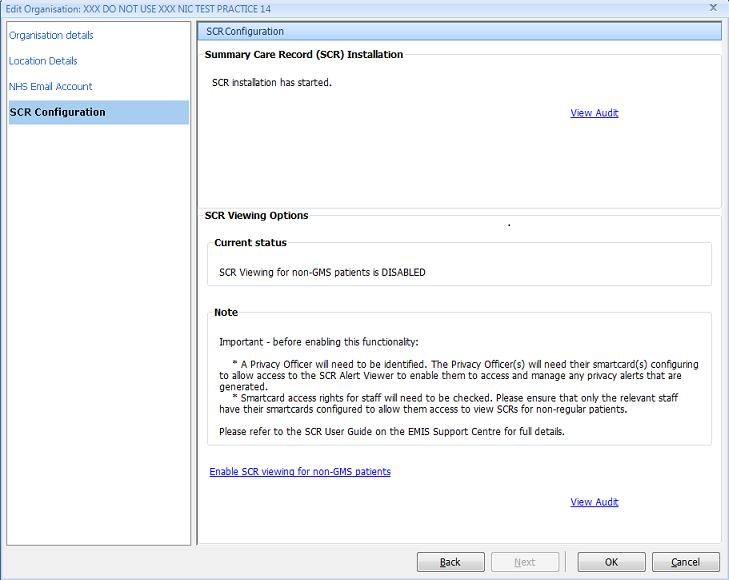 Edit Organisation: XXX DO NOT USE XXX NIC TEST PRACTICE 14
X
Organisation details
Location Details
NHS Email Account
SCR Configuration
SCR Configuration
Summary Care Record (SCR) Installation
SCR installation has started.
View Audit
SCR Viewing Options
.
Current status
SCR Viewing for non-GMS patients is DISABLED
Note
Important - before enabling this functionality:
* A Privacy Officer will need to be identified. The Privacy Officer(s) will need their smartcard(s) configuring
to allow access to the SCR Alert Viewer to enable them to access and manage any privacy alerts that are
generated.
* Smartcard access rights for staff will need to be checked. Please ensure that only the relevant staff
have their smartcards configured to allow them access to view SCRs for non-regular patients.
Please refer to the SCR User Guide on the EMIS Support Centre for full details.
Enable SCR viewing for non-GMS patients
View Audit
Back
Next
OK
Cancel